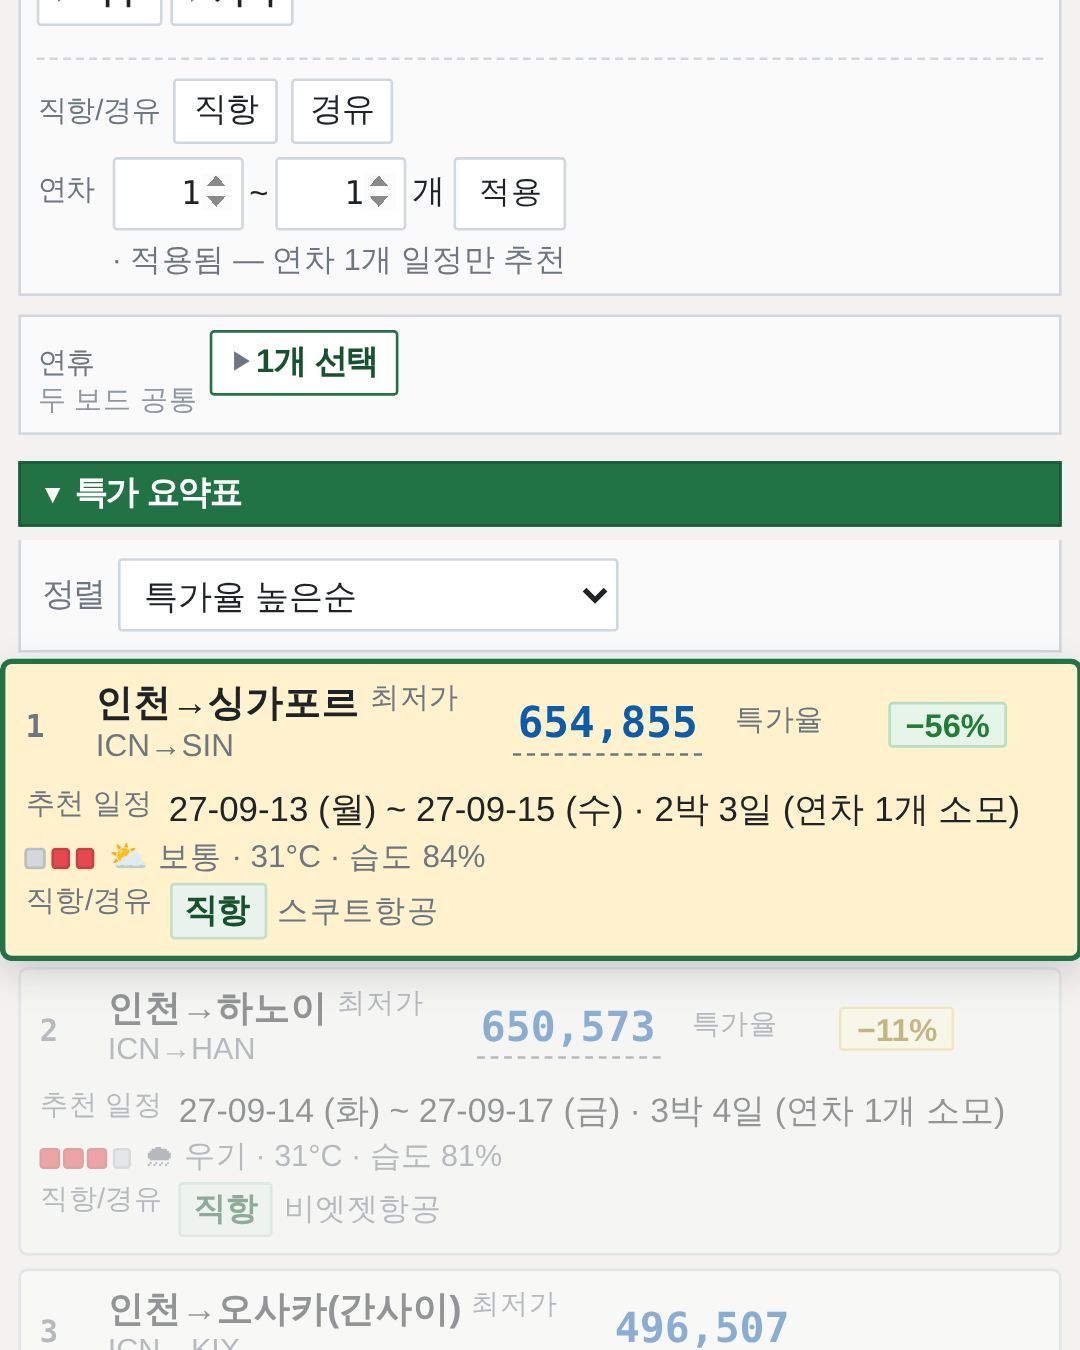 직항/경유 직항 경유
연차 1 ~ 1 개 적용
· 적용됨 — 연차 1개 일정만 추천
연휴 ▶ 1개 선택
두 보드 공통
▼ 특가 요약표
정렬 특가율 높은순
1 인천→싱가포르 최저가 654,855 특가율 −56%
ICN→SIN
추천 일정 27-09-13 (월) ~ 27-09-15 (수) · 2박 3일 (연차 1개 소모)
보통 · 31°C · 습도 84%
직항/경유 직항 스쿠트항공
2 인천→하노이 최저가 650,573 특가율 −11%
ICN→HAN
추천 일정 27-09-14 (화) ~ 27-09-17 (금) · 3박 4일 (연차 1개 소모)
우기 · 31°C · 습도 81%
직항/경유 직항 비엣젯항공
3 인천→오사카(간사이) 최저가 496,507
ICN→KIX